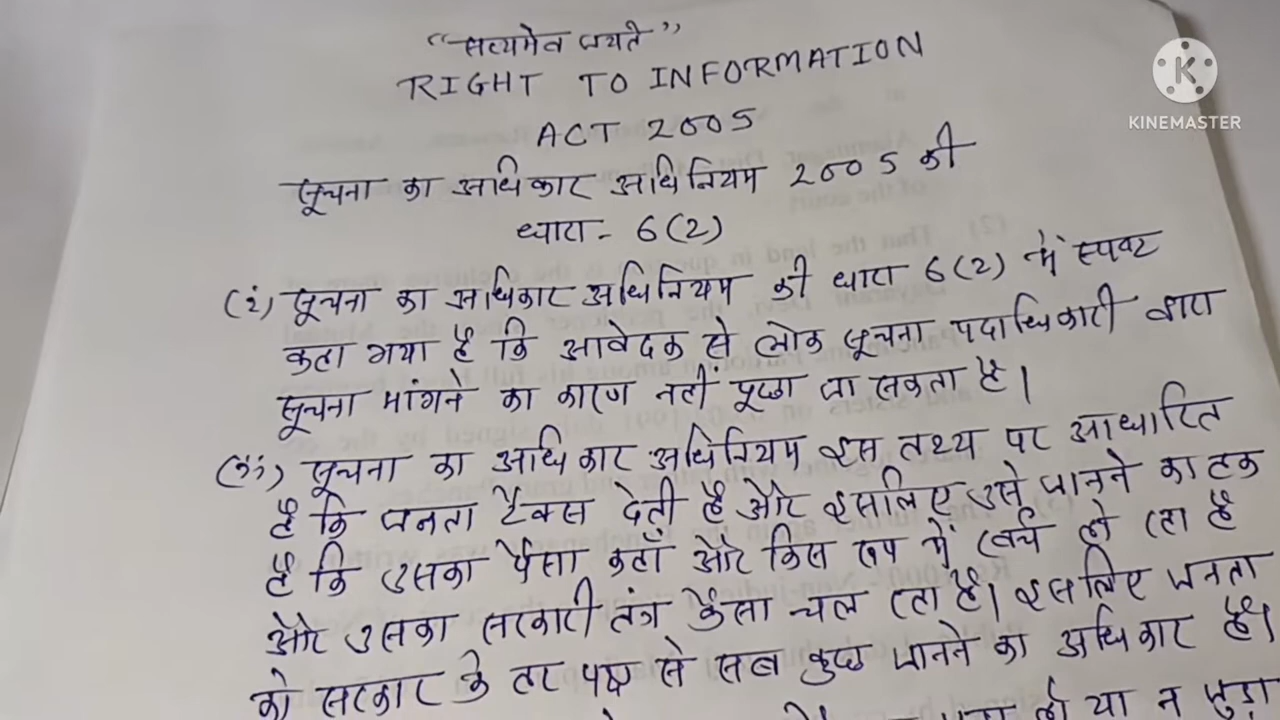 "सत्यमेव जयते"
RIGHT TO INFORMATION
ACT 2005
सूचना का अधिकार अधिनियम 2005 की
धारा - 6(2)
(i) सूचना का अधिकार अधिनियम की धारा 6(2) में स्पष्ट
कहा गया है कि आवेदक से लोक सूचना पदाधिकारी द्वारा
सूचना मांगने का कारण नहीं पूछा जा सकता है।
(ii) सूचना का अधिकार अधिनियम इस तथ्य पर आधारित
है कि जनता टैक्स देती है और इसलिए उसे जानने का हक
है कि उसका पैसा कहाँ और किस रूप में खर्च हो रहा है
और उसका सरकारी तंत्र कैसा चल रहा है। इसलिए जनता
को सरकार के हर पक्ष से सब कुछ जानने का अधिकार है।
हो या न जुड़ा
KINEMASTER